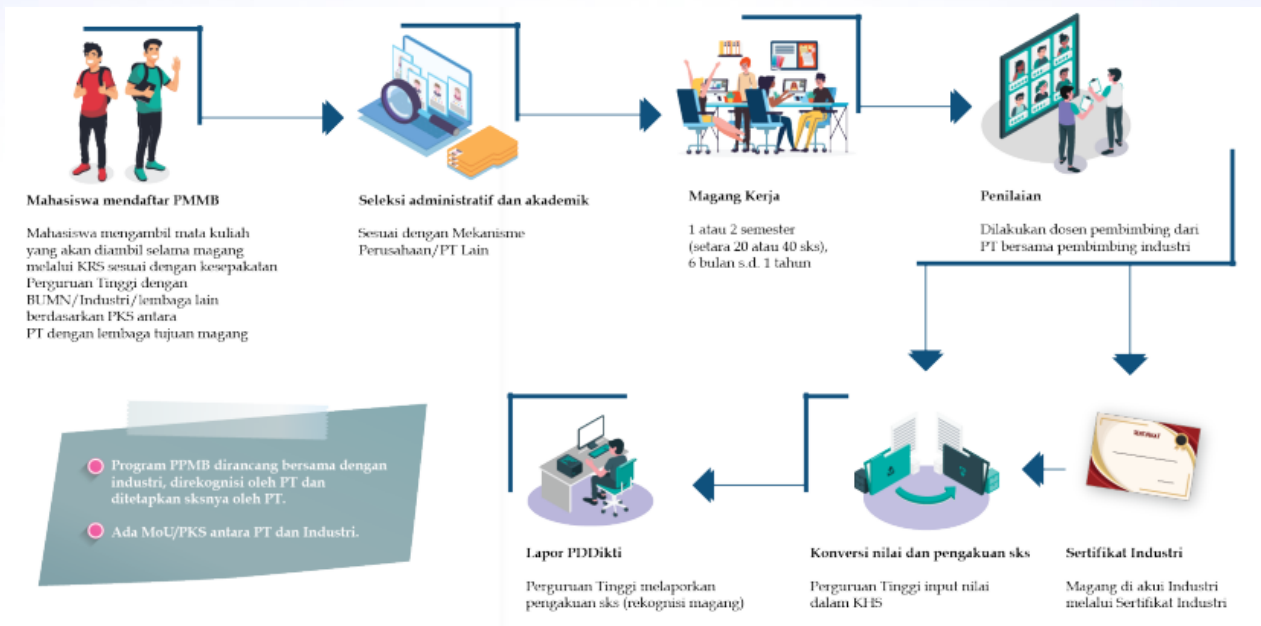 Mahasiswa mendaftar PMMB
Mahasiswa mengambil mata kuliah
yang akan diambil selama magang
melalui KRS sesuai dengan kesepakatan
Perguruan Tinggi dengan
BUMN/Industri/lembaga lain
berdasarkan PKS antara
PT dengan lembaga tujuan magang
Seleksi administratif dan akademik
Sesuai dengan Mekanisme
Perusahaan/PT Lain
Magang Kerja
1 atau 2 semester
(setara 20 atau 40 sks),
6 bulan s.d. 1 tahun
Penilaian
Dilakukan dosen pembimbing dari
PT bersama pembimbing industri
Sertifikat Industri
Magang di akui Industri
melalui Sertifikat Industri
Konversi nilai dan pengakuan sks
Perguruan Tinggi input nilai
dalam KHS
Lapor PDDikti
Perguruan Tinggi melaporkan
pengakuan sks (rekognisi magang)
Program PPMB dirancang bersama dengan
industri, direkognisi oleh PT dan
ditetapkan sksnya oleh PT.
Ada MoU/PKS antara PT dan Industri.